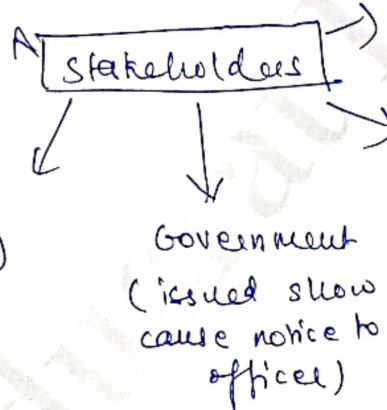 A
Stakeholders
Government
(issued show
cause notice to
officer)